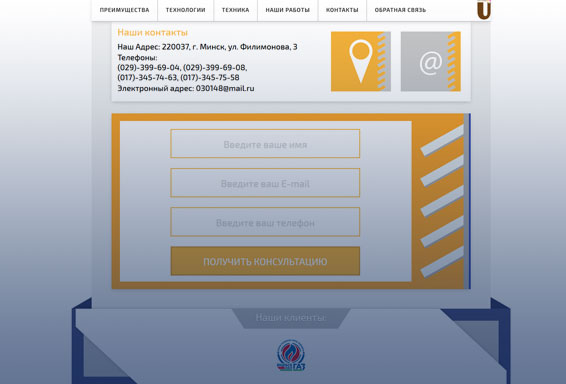 ПРЕИМУЩЕСТВА ТЕХНОЛОГИИ ТЕХНИКА НАШИ РАБОТЫ КОНТАКТЫ ОБРАТНАЯ СВЯЗЬ
Наши контакты
Наш Адрес: 220037, г. Минск, ул. Филимонова, 3
Телефоны:
(029)-399-69-04, (029)-399-69-08,
(017)-345-74-63, (017)-345-75-58
Электронный адрес: 030148@mail.ru
@
Введите ваше имя
Введите ваш E-mail
Введите ваш телефон
ПОЛУЧИТЬ КОНСУЛЬТАЦИЮ
Наши клиенты: